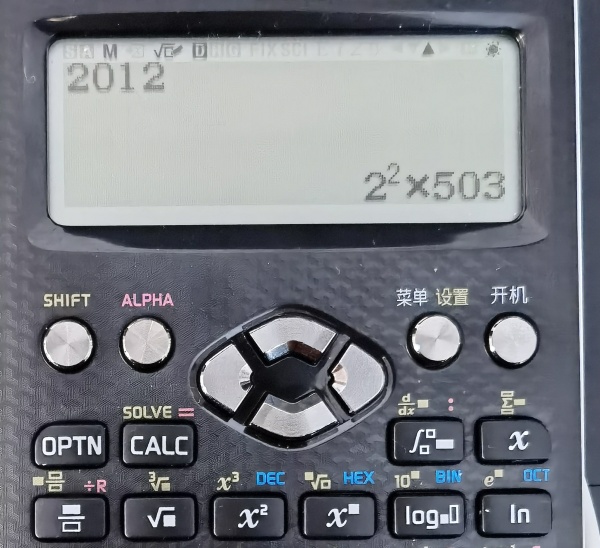 M √ D
2012
2²×503
SHIFT ALPHA 菜单 设置 开机
SOLVE = d/dx :
OPTN CALC x
÷R ³√ x³ DEC HEX 10 BIN e OCT
√ x² x log ln